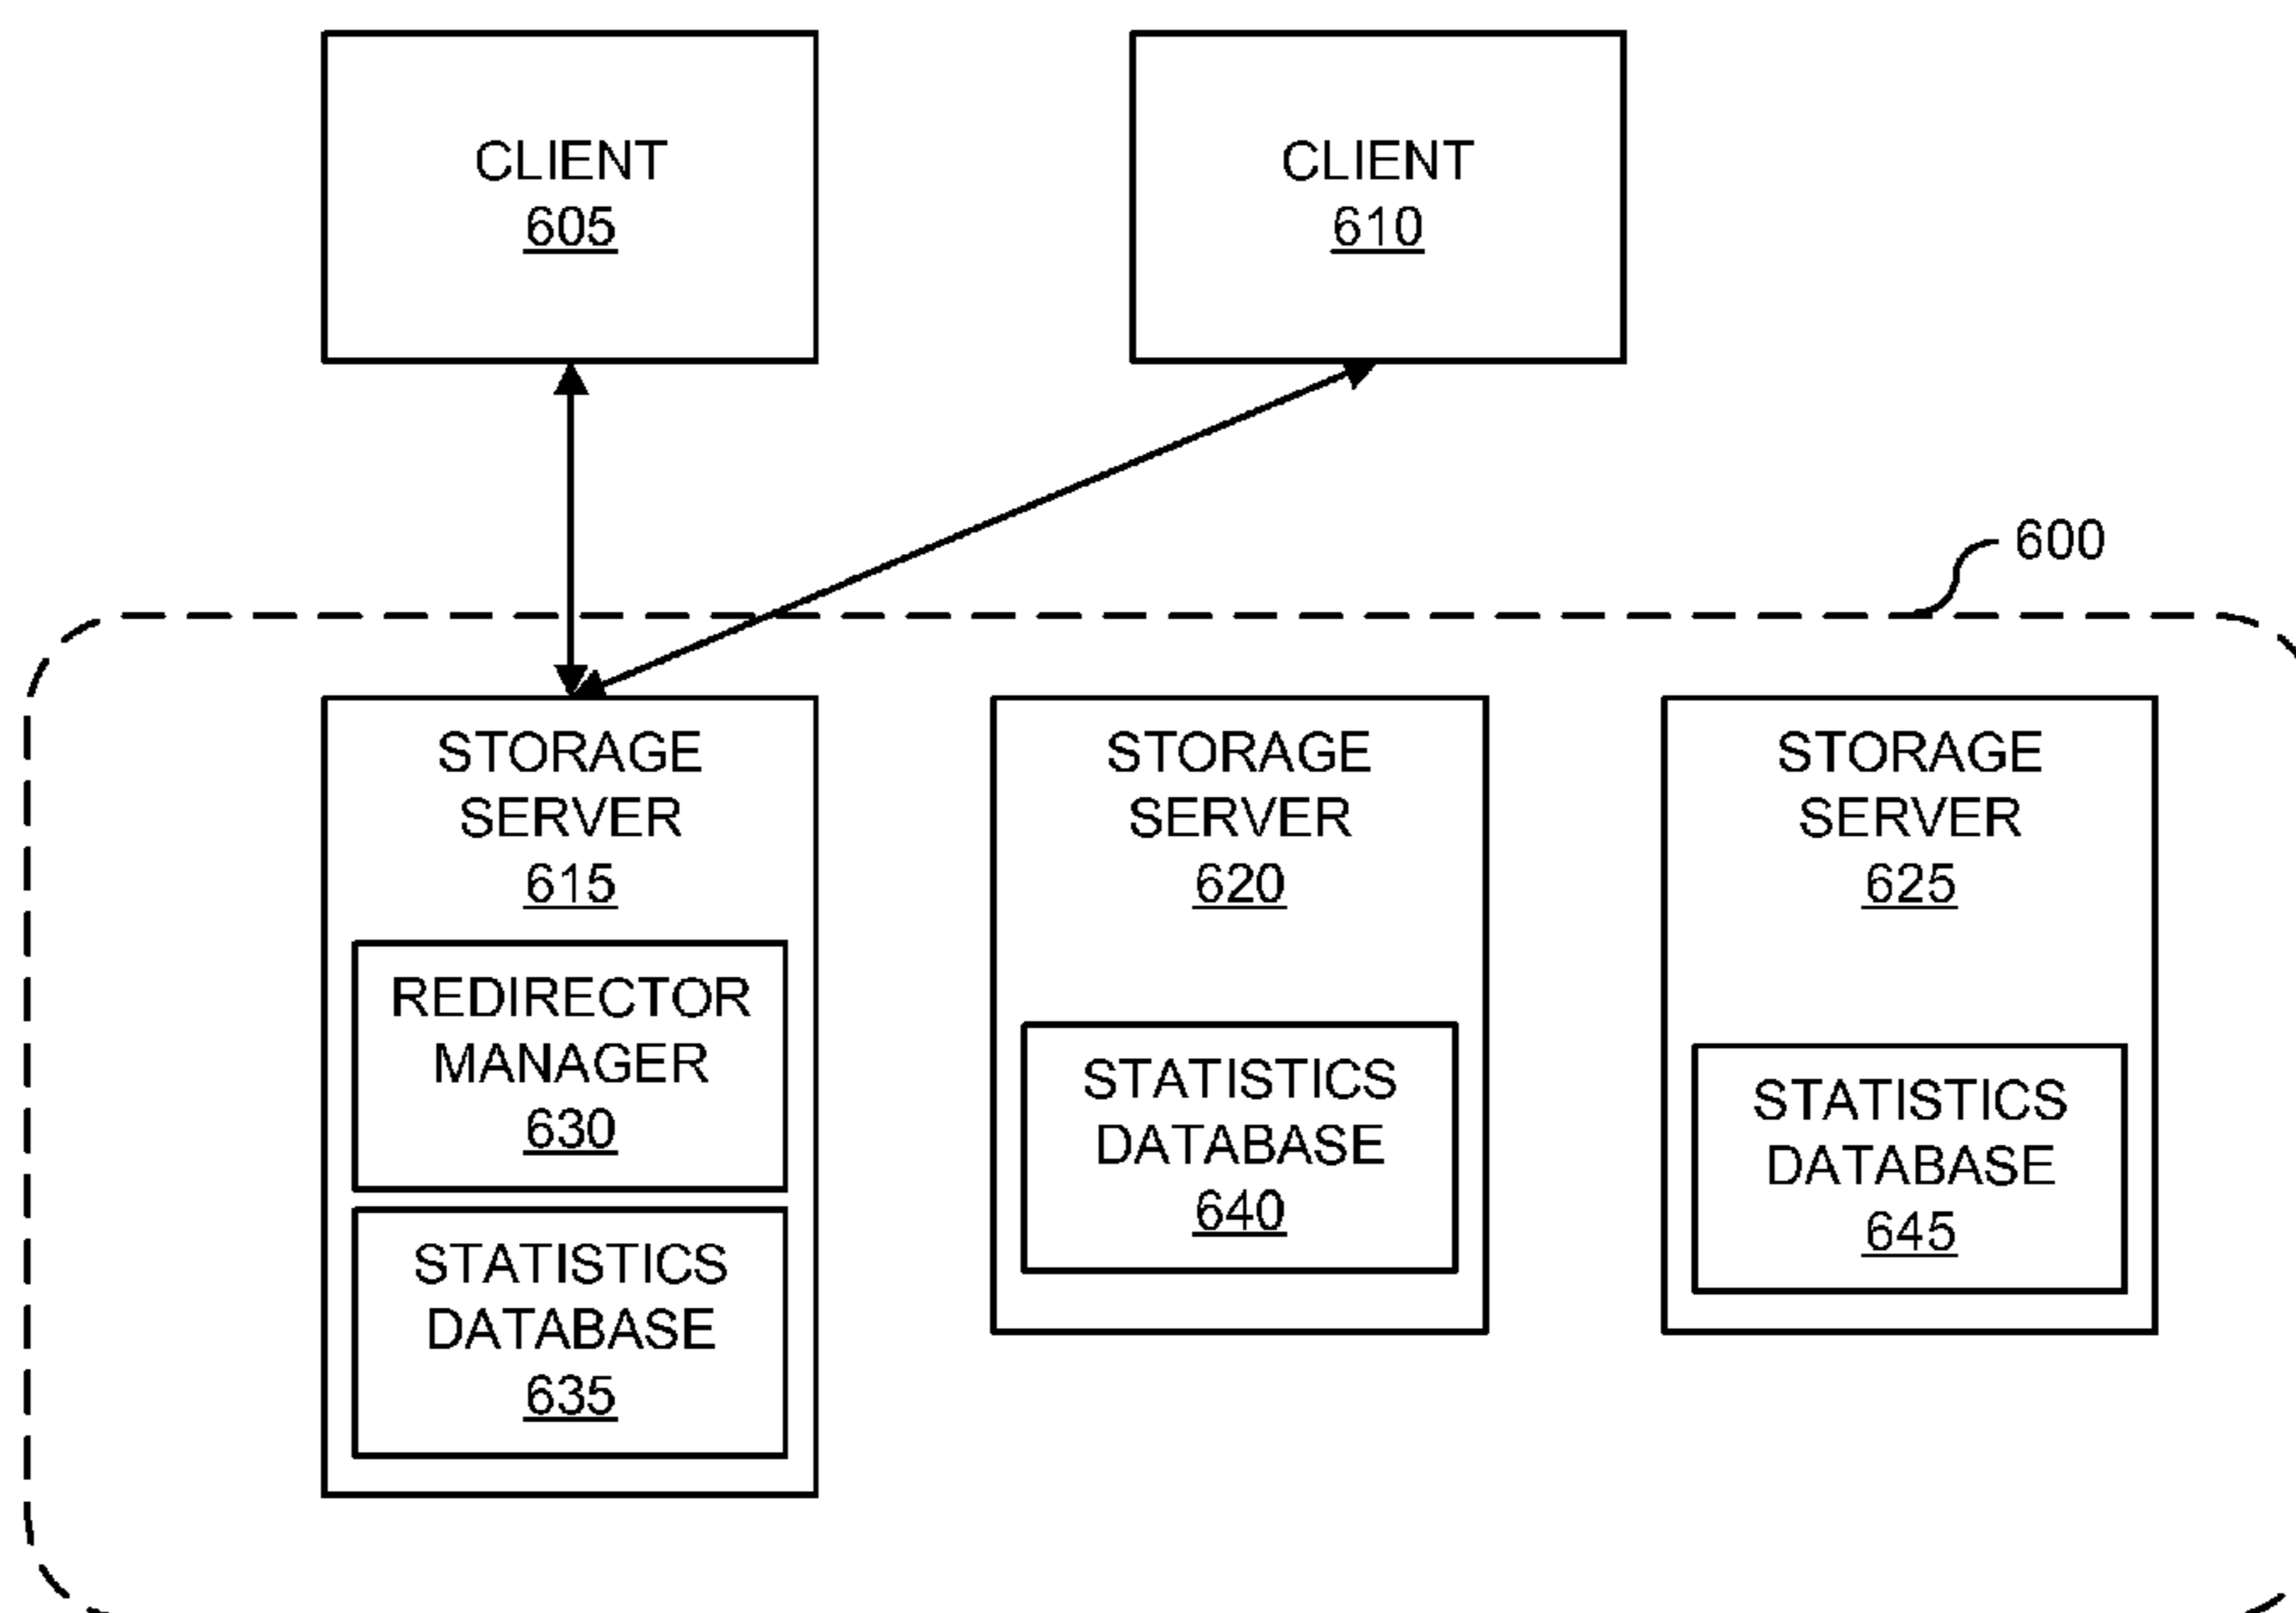 CLIENT
605
CLIENT
610
600
STORAGE
SERVER
615
REDIRECTOR
MANAGER
630
STATISTICS
DATABASE
635
STORAGE
SERVER
620
STATISTICS
DATABASE
640
STORAGE
SERVER
625
STATISTICS
DATABASE
645